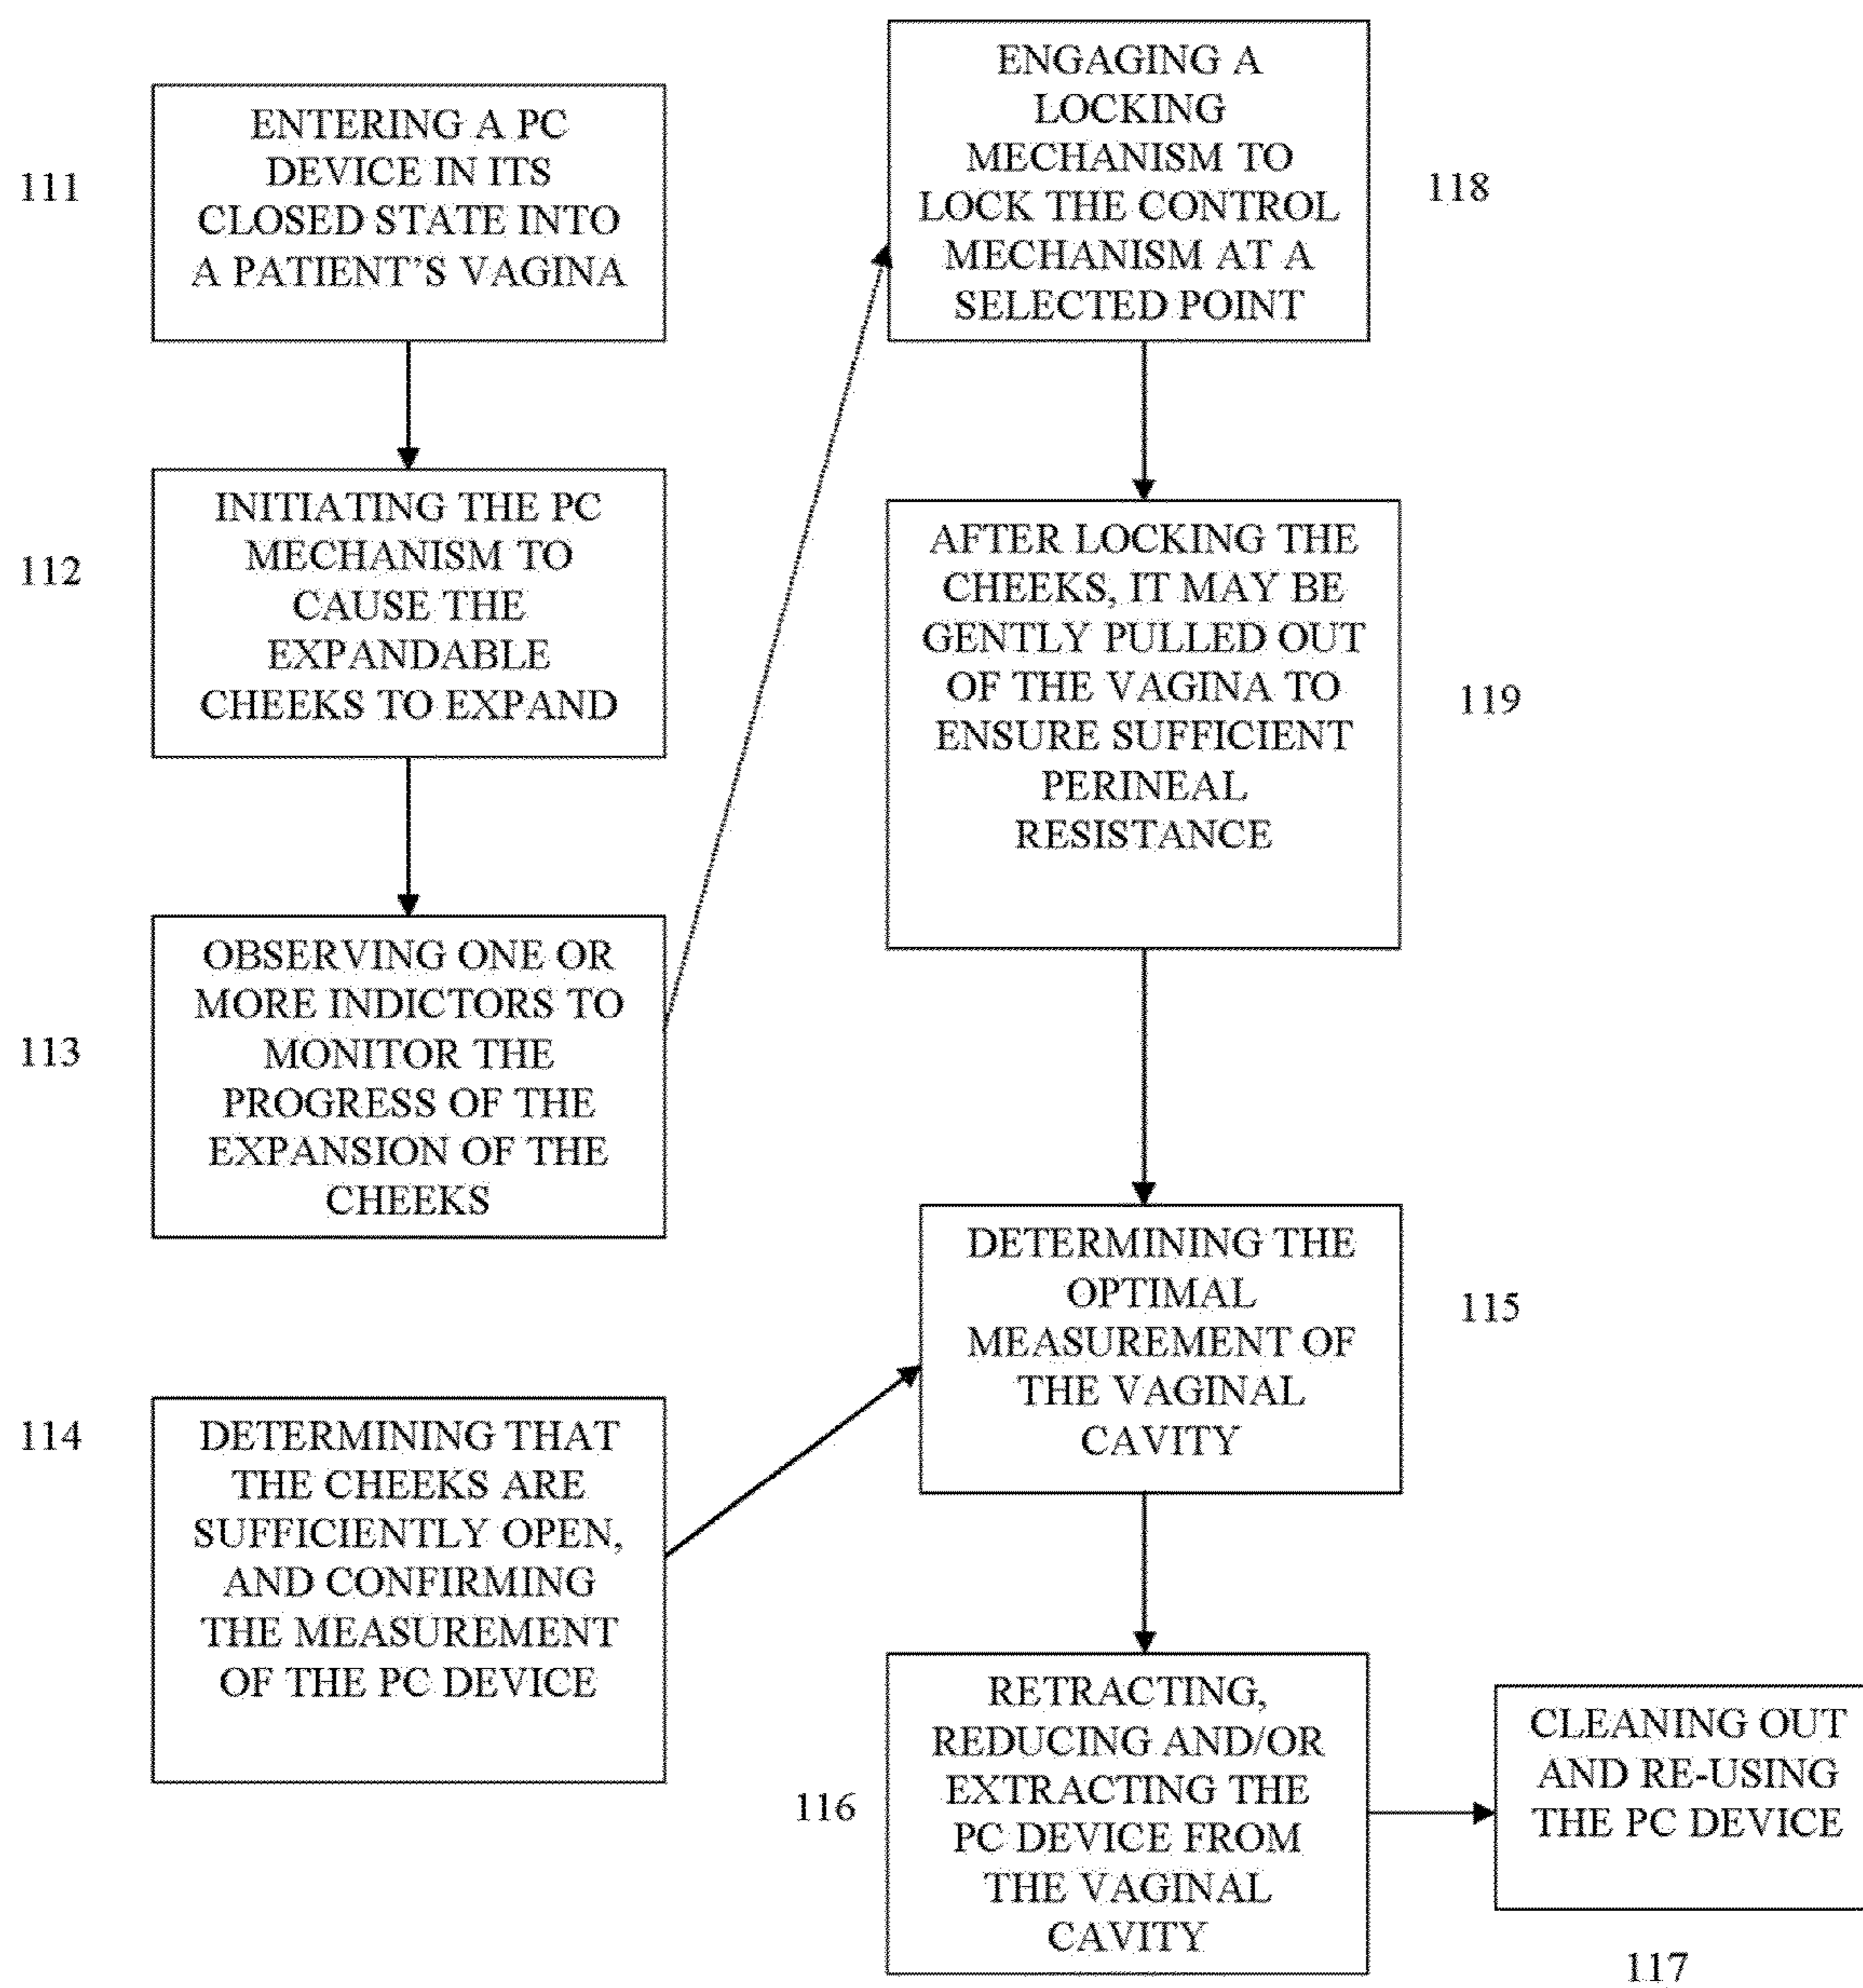 111
ENTERING A PC
DEVICE IN ITS
CLOSED STATE INTO
A PATIENT'S VAGINA
112
INITIATING THE PC
MECHANISM TO
CAUSE THE
EXPANDABLE
CHEEKS TO EXPAND
113
OBSERVING ONE OR
MORE INDICTORS TO
MONITOR THE
PROGRESS OF THE
EXPANSION OF THE
CHEEKS
114
DETERMINING THAT
THE CHEEKS ARE
SUFFICIENTLY OPEN,
AND CONFIRMING
THE MEASUREMENT
OF THE PC DEVICE
ENGAGING A
LOCKING
MECHANISM TO
LOCK THE CONTROL
MECHANISM AT A
SELECTED POINT
118
AFTER LOCKING THE
CHEEKS, IT MAY BE
GENTLY PULLED OUT
OF THE VAGINA TO
ENSURE SUFFICIENT
PERINEAL
RESISTANCE
119
DETERMINING THE
OPTIMAL
MEASUREMENT OF
THE VAGINAL
CAVITY
115
116
RETRACTING,
REDUCING AND/OR
EXTRACTING THE
PC DEVICE FROM
THE VAGINAL
CAVITY
CLEANING OUT
AND RE-USING
THE PC DEVICE
117